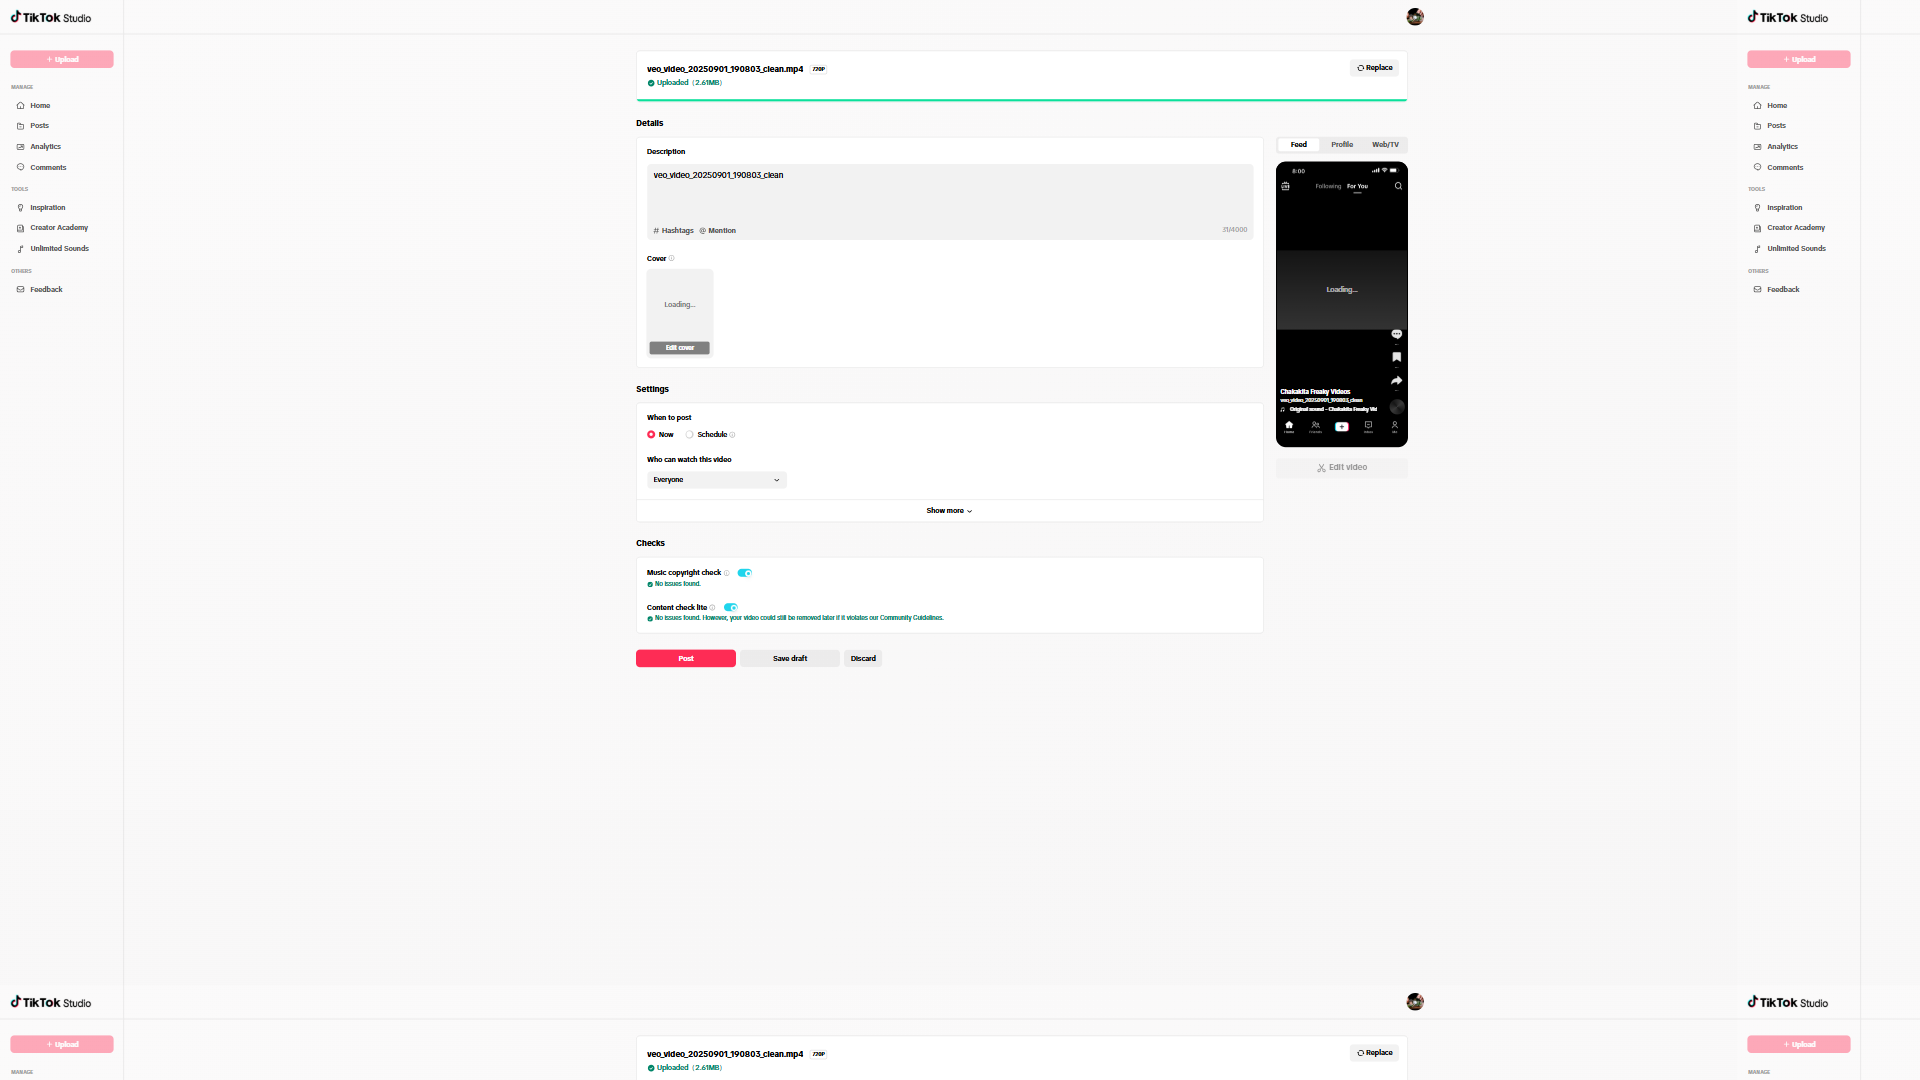 TikTok Studio
+ Upload
MANAGE
Home
Posts
Analytics
Comments
TOOLS
Inspiration
Creator Academy
Unlimited Sounds
OTHERS
Feedback
veo_video_20250901_190803_clean.mp4 720P
Uploaded (2.61MB)
Replace
Details
Description
veo_video_20250901_190803_clean
# Hashtags @ Mention
31/4000
Cover
Loading...
Edit cover
Settings
When to post
Now Schedule
Who can watch this video
Everyone
Show more
Checks
Music copyright check
No issues found.
Content check lite
No issues found. However, your video could still be removed later if it violates our Community Guidelines.
Post Save draft Discard
Feed Profile Web/TV
8:00
LIVE
Following For You
Loading...
Chakakita Freaky Videos
veo_video_20250901_190803_clean
Original sound - Chakakita Freaky Vid
Edit video
TikTok Studio
+ Upload
MANAGE
Home
Posts
Analytics
Comments
TOOLS
Inspiration
Creator Academy
Unlimited Sounds
OTHERS
Feedback
TikTok Studio
+ Upload
MANAGE
veo_video_20250901_190803_clean.mp4 720P
Uploaded (2.61MB)
Replace
TikTok Studio
+ Upload
MANAGE